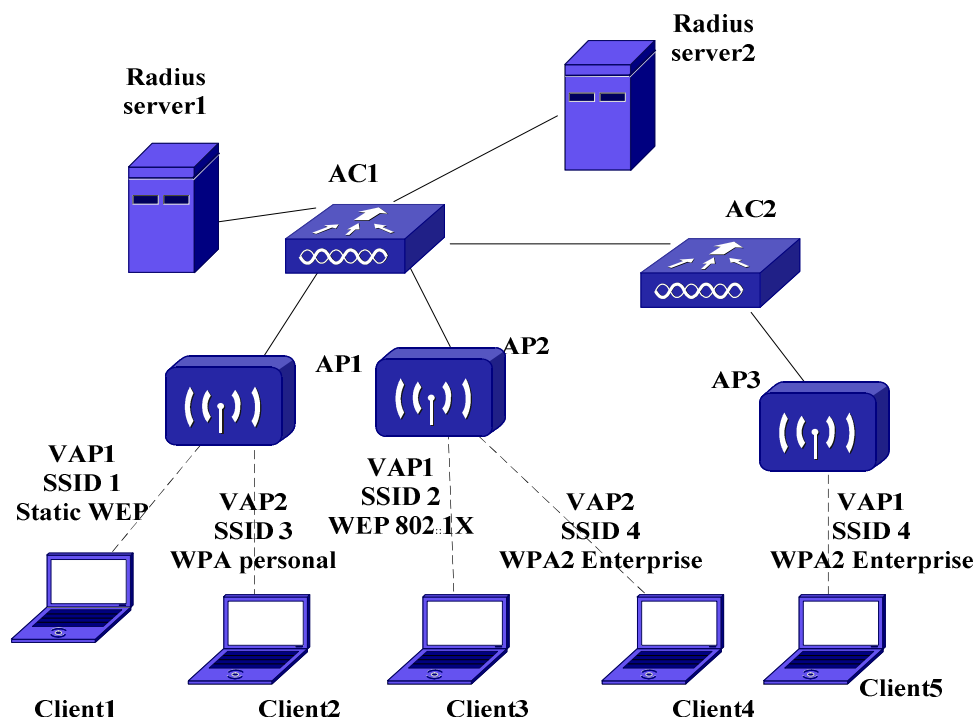 Radius
server2
Radius
server1
AC1
AC2
AP1
AP2
AP3
VAP1
SSID 1
Static WEP
VAP2
SSID 3
WPA personal
VAP1
SSID 2
WEP 802.1X
VAP2
SSID 4
WPA2 Enterprise
VAP1
SSID 4
WPA2 Enterprise
Client1
Client2
Client3
Client4
Client5